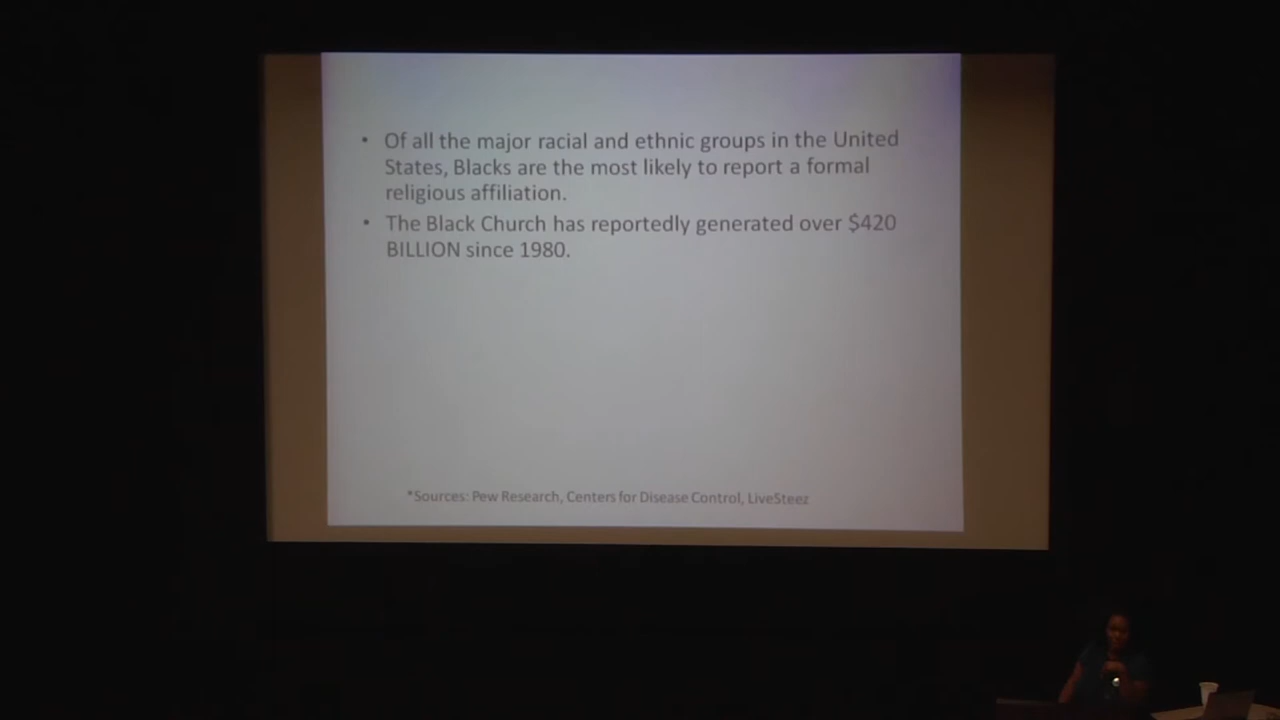 • Of all the major racial and ethnic groups in the United
States, Blacks are the most likely to report a formal
religious affiliation.
• The Black Church has reportedly generated over $420
BILLION since 1980.
*Sources: Pew Research, Centers for Disease Control, LiveSteez